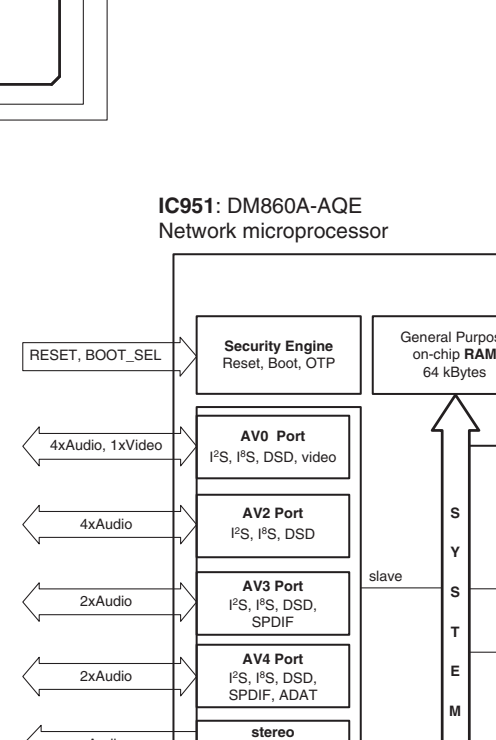 IC951: DM860A-AQE
Network microprocessor
RESET, BOOT_SEL
Security Engine
Reset, Boot, OTP
General Purpos
on-chip RAM
64 kBytes
4xAudio, 1xVideo
AV0 Port
I²S, I⁸S, DSD, video
4xAudio
AV2 Port
I²S, I⁸S, DSD
2xAudio
AV3 Port
I²S, I⁸S, DSD,
SPDIF
slave
2xAudio
AV4 Port
I²S, I⁸S, DSD,
SPDIF, ADAT
stereo
S
Y
S
T
E
M